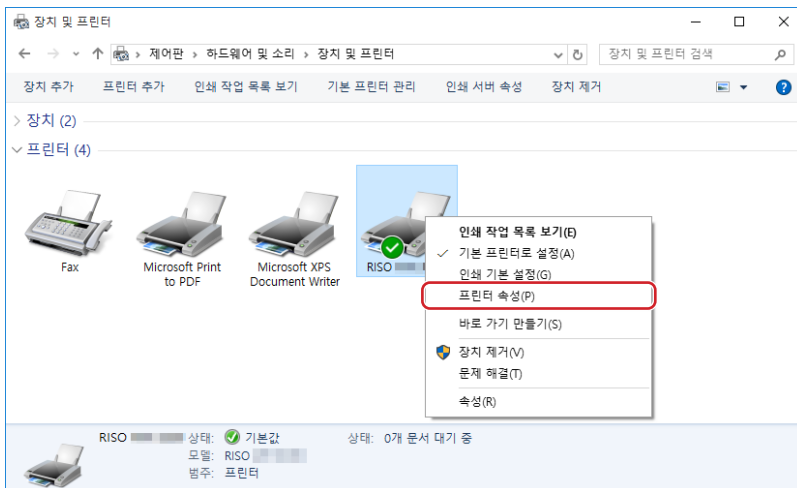 장치 및 프린터
제어판 › 하드웨어 및 소리 › 장치 및 프린터
장치 및 프린터 검색
장치 추가 프린터 추가 인쇄 작업 목록 보기 기본 프린터 관리 인쇄 서버 속성 장치 제거
장치 (2)
프린터 (4)
Fax
Microsoft Print
to PDF
Microsoft XPS
Document Writer
RISO
인쇄 작업 목록 보기(E)
기본 프린터로 설정(A)
인쇄 기본 설정(G)
프린터 속성(P)
바로 가기 만들기(S)
장치 제거(V)
문제 해결(T)
속성(R)
RISO 상태: 기본값 상태: 0개 문서 대기 중
모델: RISO
범주: 프린터